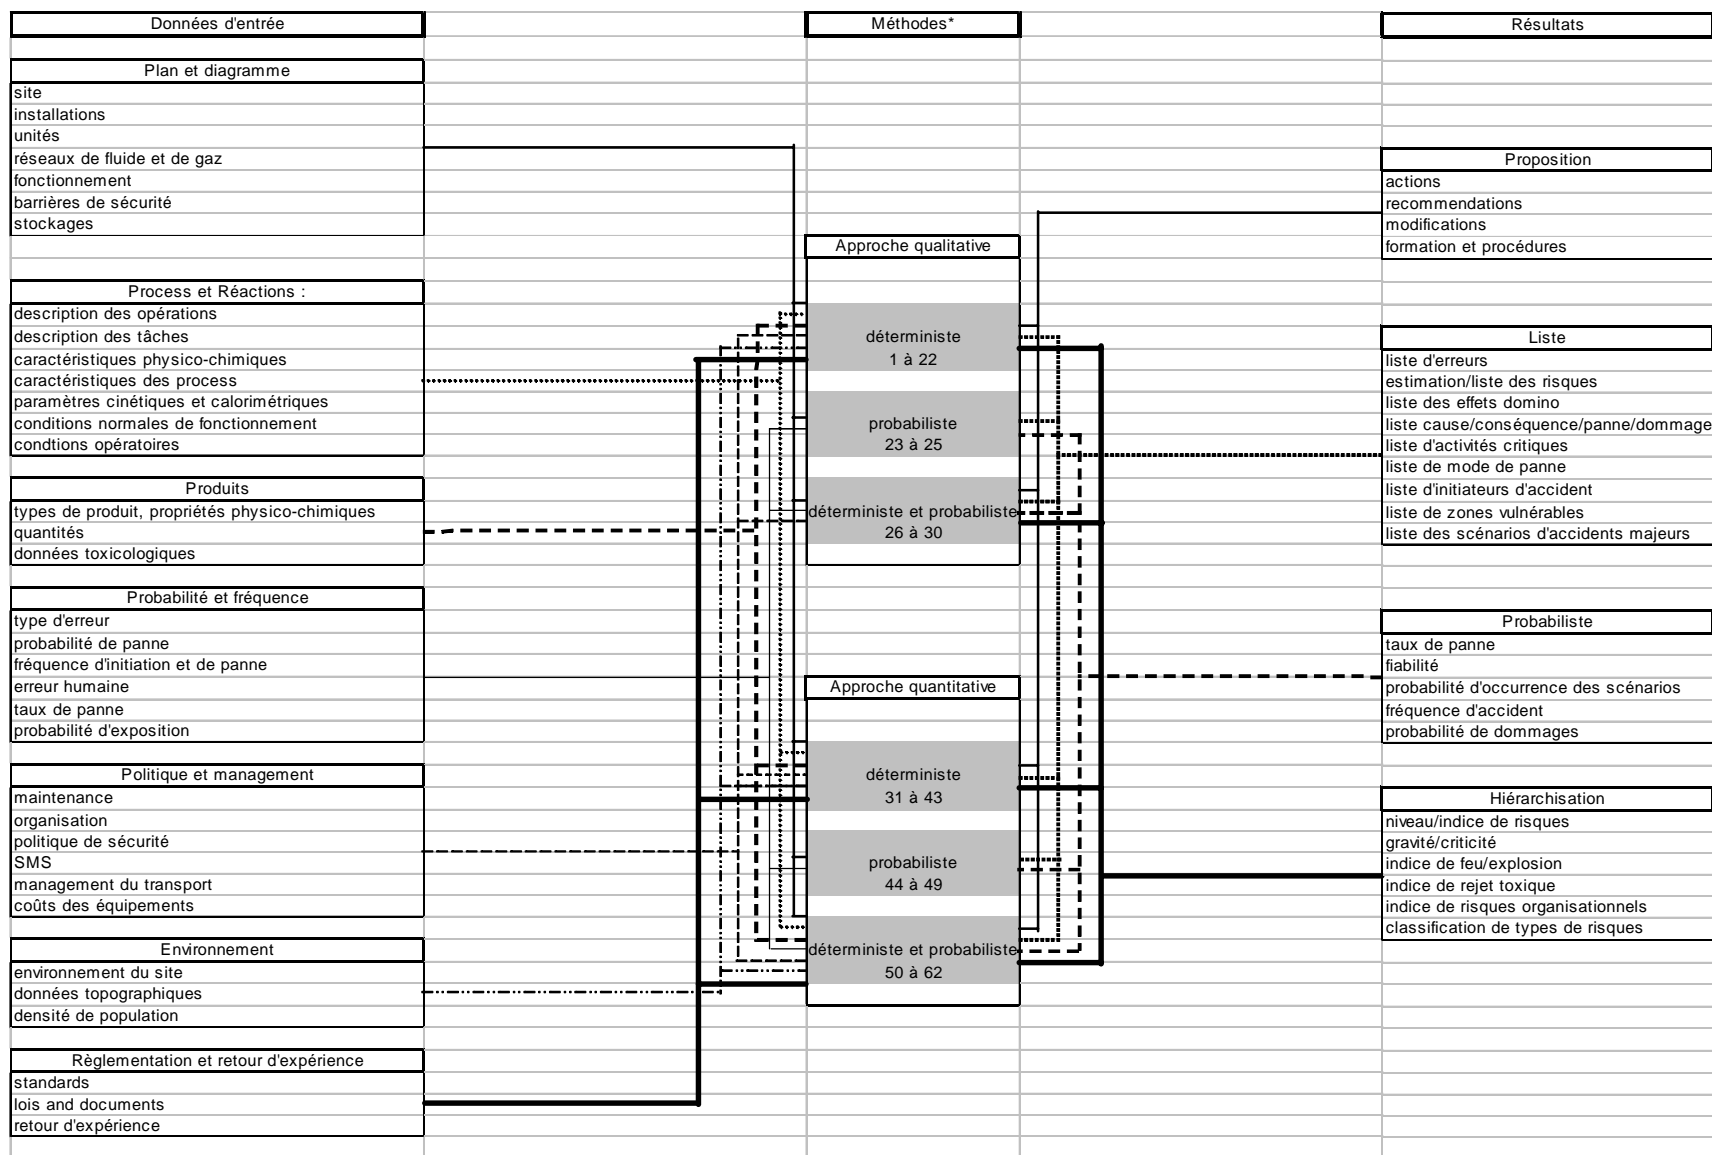 Données d'entrée
Méthodes*
Résultats
Plan et diagramme
site
installations
unités
réseaux de fluide et de gaz
fonctionnement
barrières de sécurité
stockages
Process et Réactions :
description des opérations
description des tâches
caractéristiques physico-chimiques
caractéristiques des process
paramètres cinétiques et calorimétriques
conditions normales de fonctionnement
condtions opératoires
Produits
types de produit, propriétés physico-chimiques
quantités
données toxicologiques
Probabilité et fréquence
type d'erreur
probabilité de panne
fréquence d'initiation et de panne
erreur humaine
taux de panne
probabilité d'exposition
Politique et management
maintenance
organisation
politique de sécurité
SMS
management du transport
coûts des équipements
Environnement
environnement du site
données topographiques
densité de population
Règlementation et retour d'expérience
standards
lois and documents
retour d'expérience
Approche qualitative
déterministe
1 à 22
probabiliste
23 à 25
déterministe et probabiliste
26 à 30
Approche quantitative
déterministe
31 à 43
probabiliste
44 à 49
déterministe et probabiliste
50 à 62
Proposition
actions
recommendations
modifications
formation et procédures
Liste
liste d'erreurs
estimation/liste des risques
liste des effets domino
liste cause/conséquence/panne/dommage
liste d'activités critiques
liste de mode de panne
liste d'initiateurs d'accident
liste de zones vulnérables
liste des scénarios d'accidents majeurs
Probabiliste
taux de panne
fiabilité
probabilité d'occurrence des scénarios
fréquence d'accident
probabilité de dommages
Hiérarchisation
niveau/indice de risques
gravité/criticité
indice de feu/explosion
indice de rejet toxique
indice de risques organisationnels
classification de types de risques